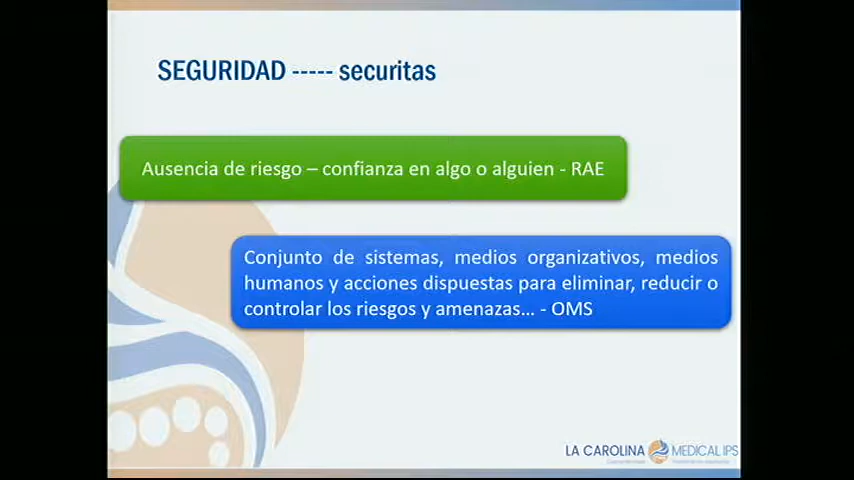 SEGURIDAD ----- securitas
Ausencia de riesgo – confianza en algo o alguien - RAE
Conjunto de sistemas, medios organizativos, medios
humanos y acciones dispuestas para eliminar, reducir o
controlar los riesgos y amenazas... - OMS
LA CAROLINA MEDICAL IPS